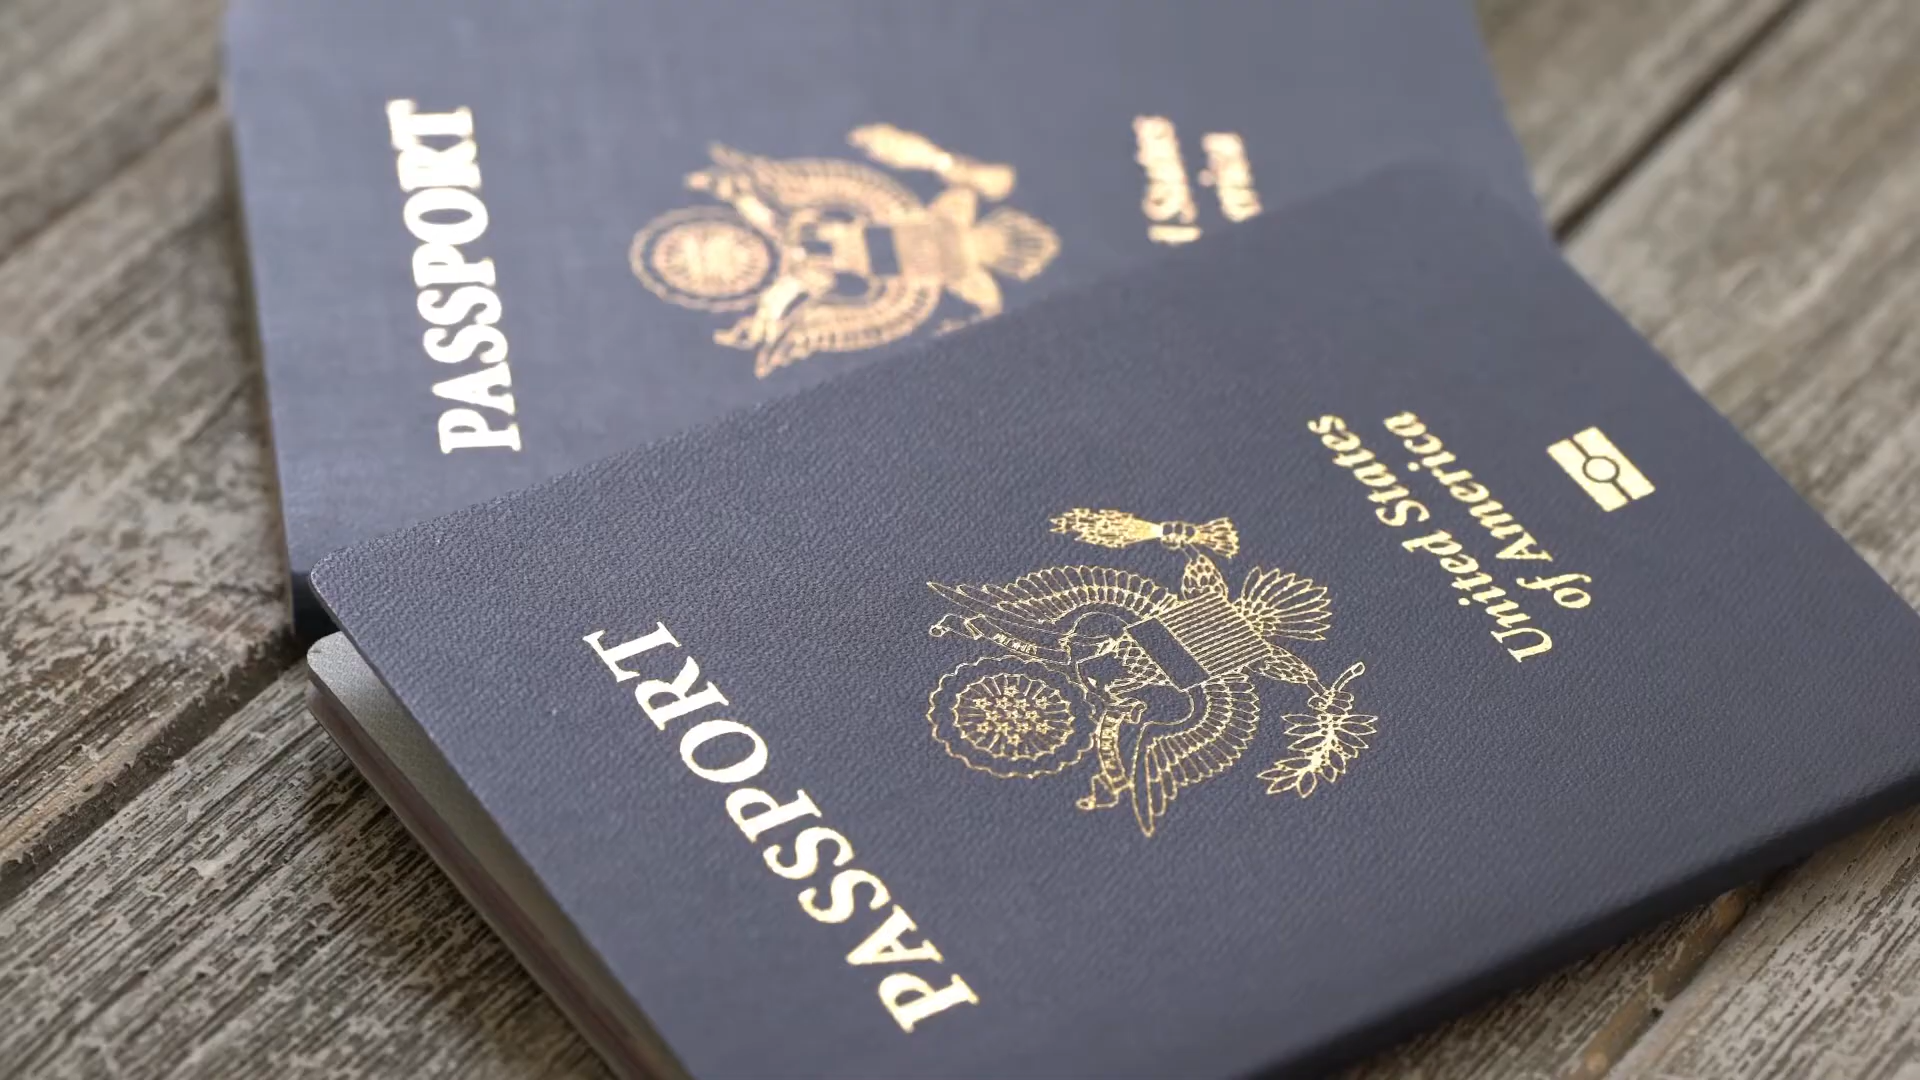 PASSPORT
PASSPORT
United States
of America